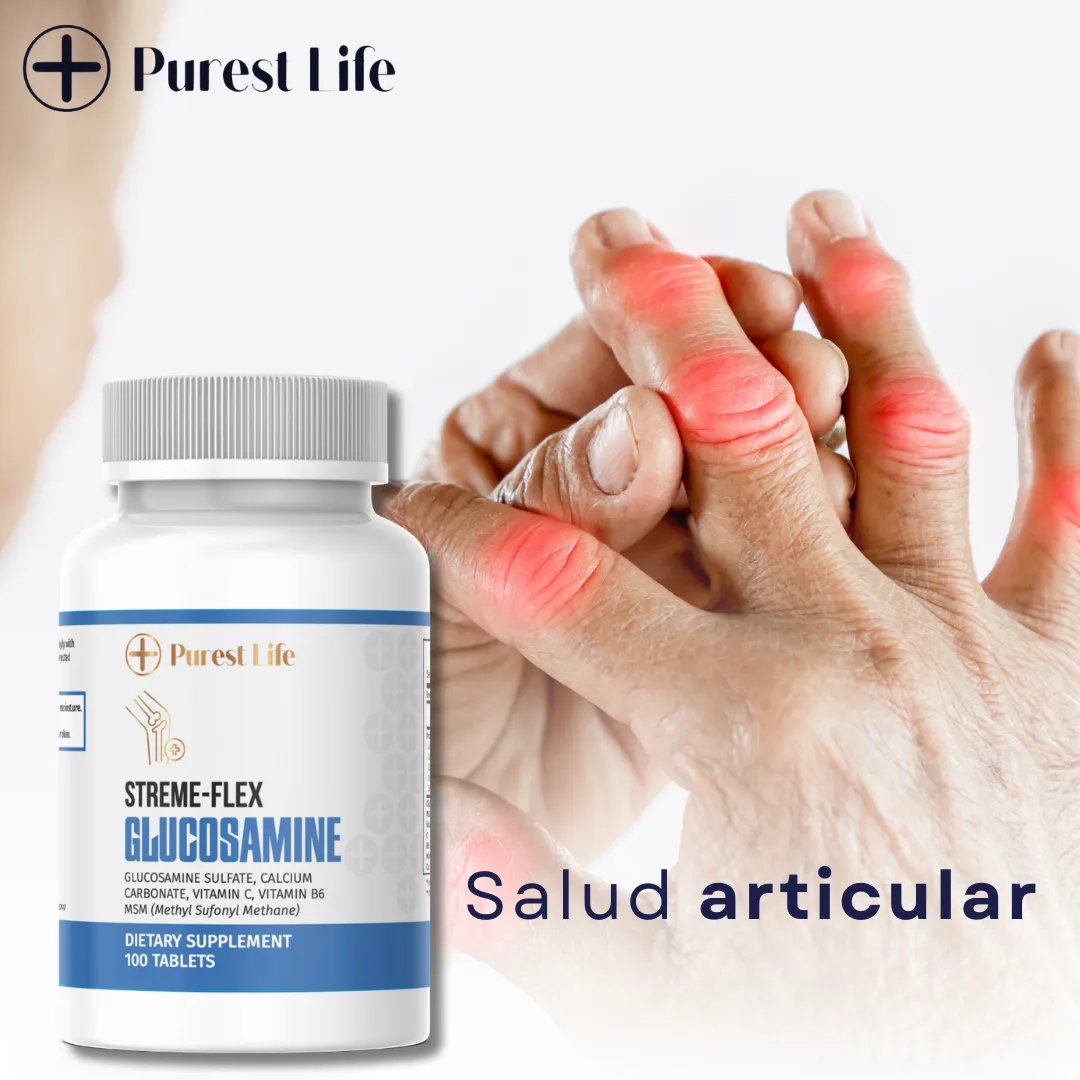 Purest Life
moisture.
Purest Life
STREME-FLEX
GLUCOSAMINE
GLUCOSAMINE SULFATE, CALCIUM
CARBONATE, VITAMIN C, VITAMIN B6
MSM (Methyl Sufonyl Methane)
DIETARY SUPPLEMENT
100 TABLETS
Salud articular